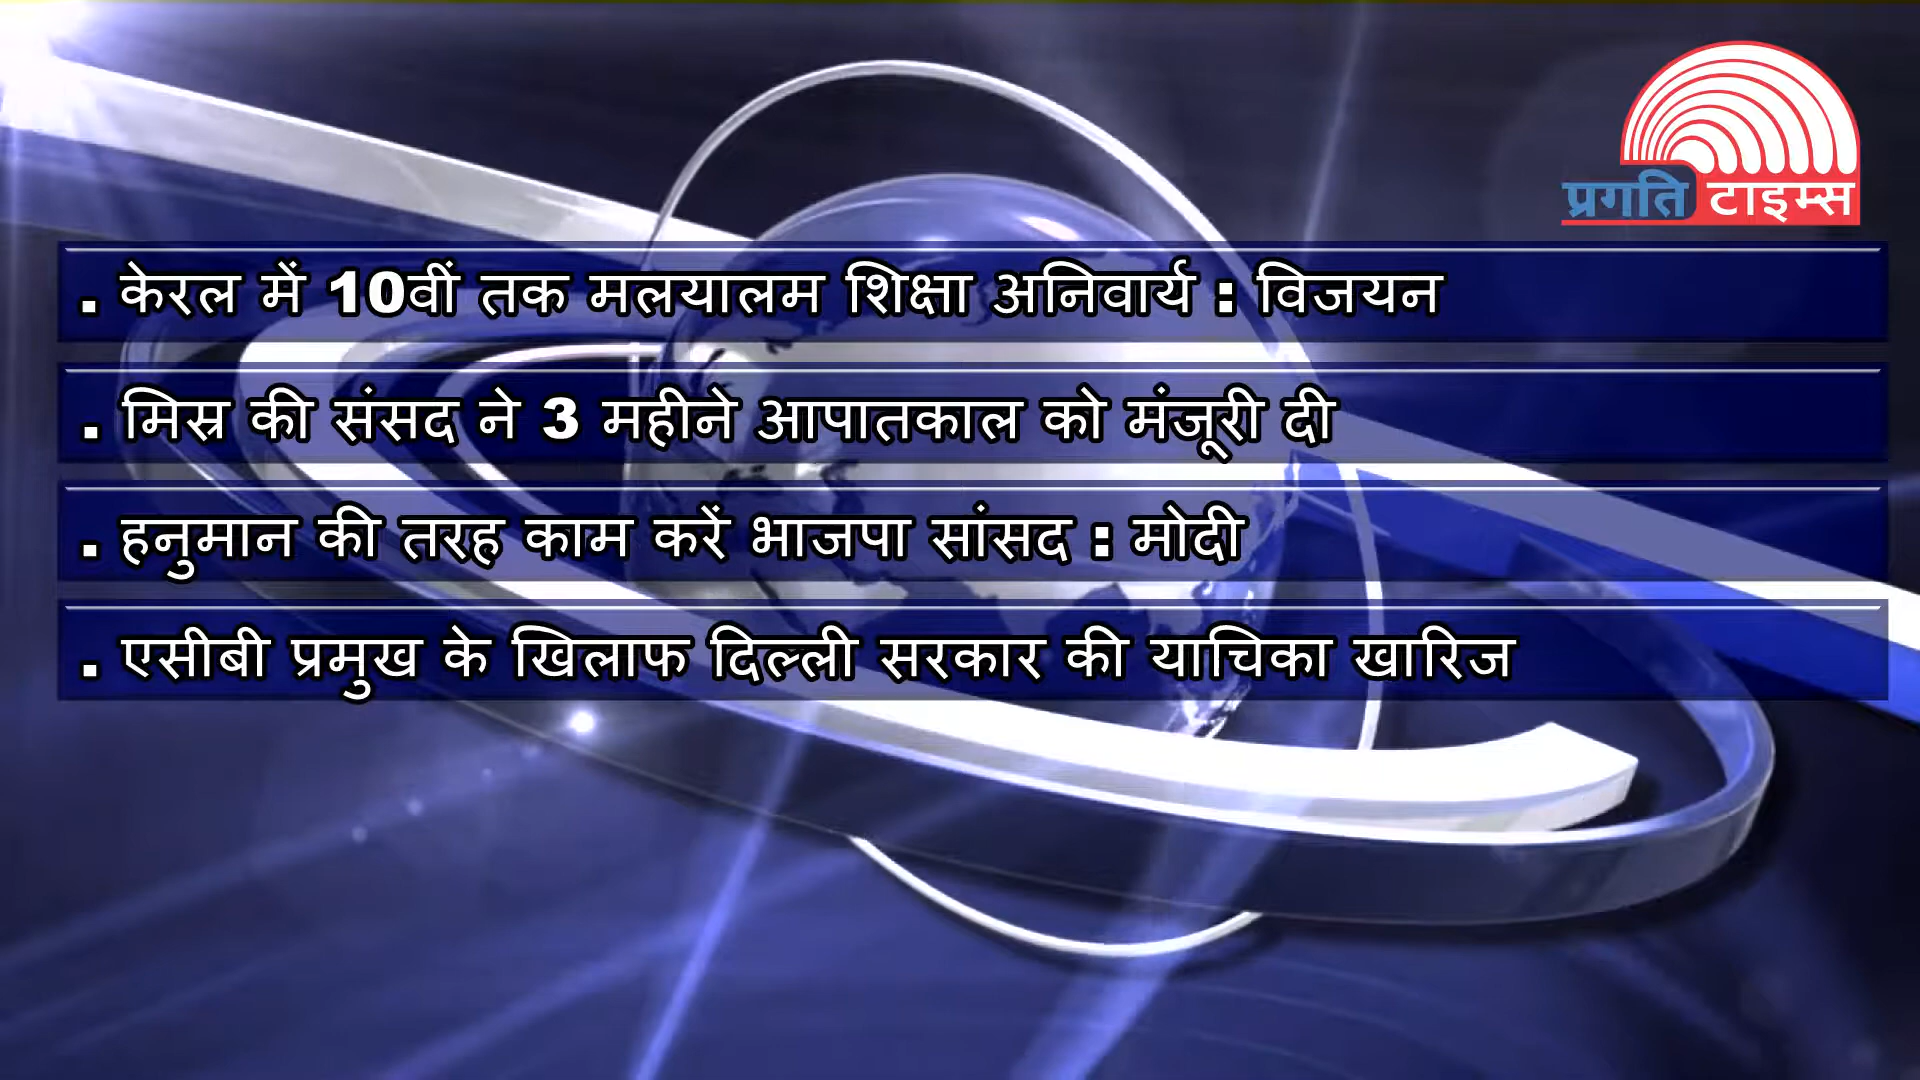 प्रगति टाइम्स
. केरल में 10वीं तक मलयालम शिक्षा अनिवार्य : विजयन
. मिस्र की संसद ने 3 महीने आपातकाल को मंजूरी दी
. हनुमान की तरह काम करें भाजपा सांसद : मोदी
. एसीबी प्रमुख के खिलाफ दिल्ली सरकार की याचिका खारिज